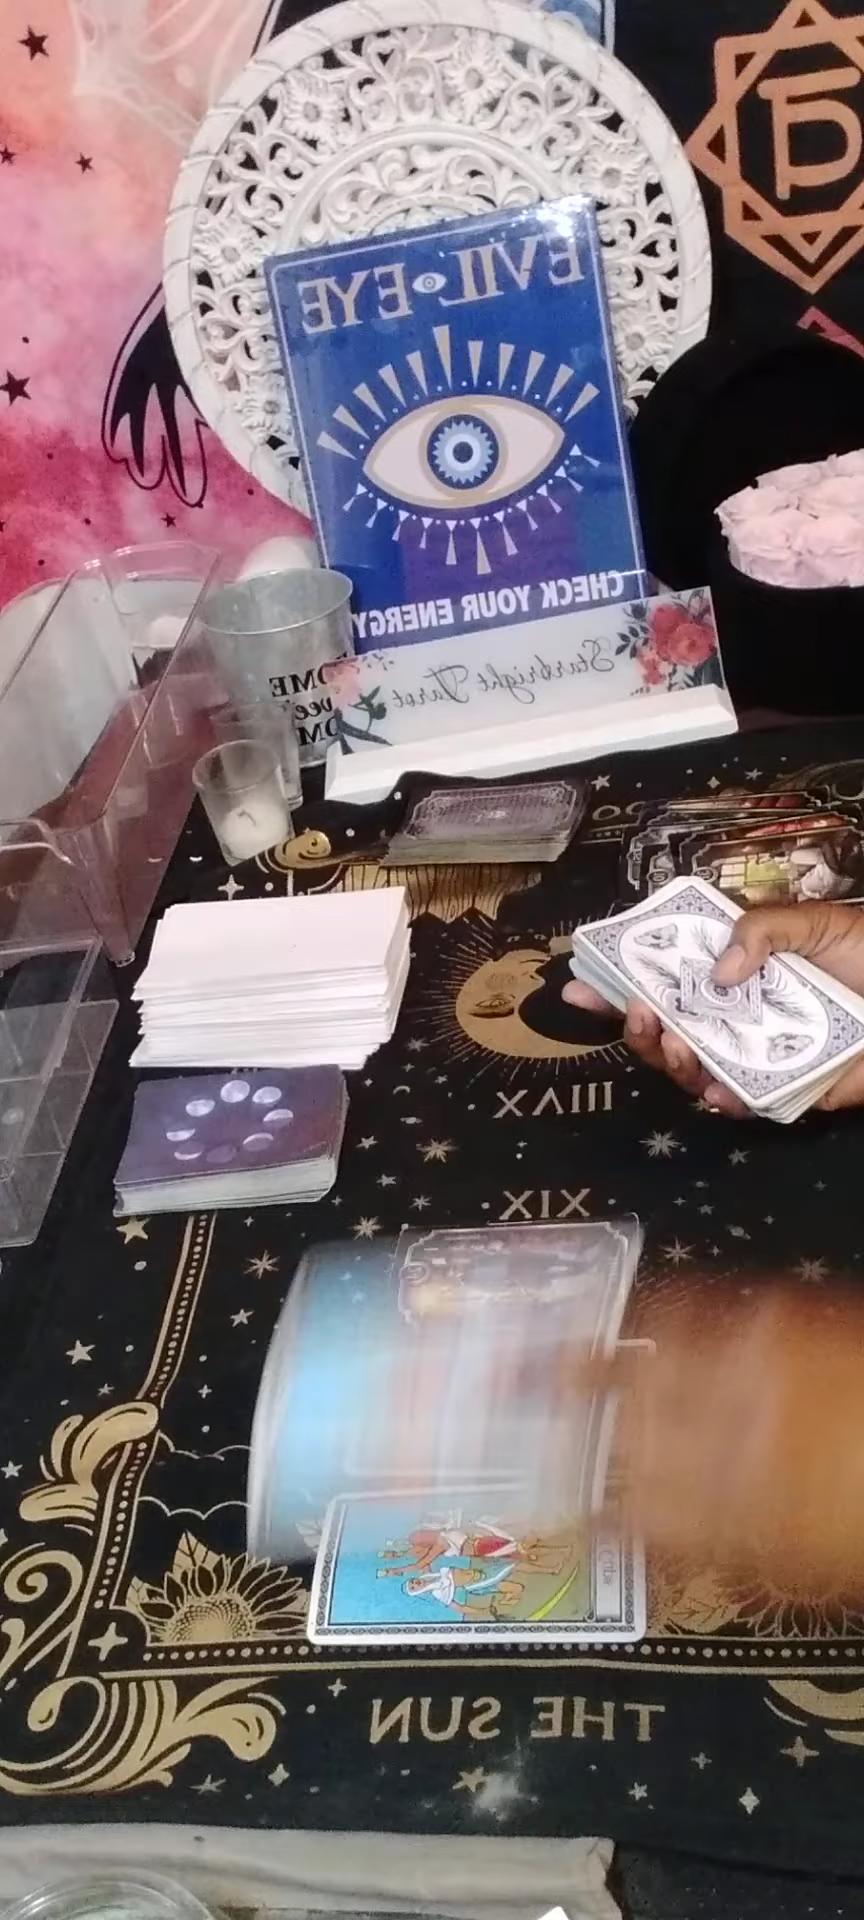 EVIL EYE
CHECK YOUR ENERGY
Starbright Tarot
XVIII
XIX
THE SUN